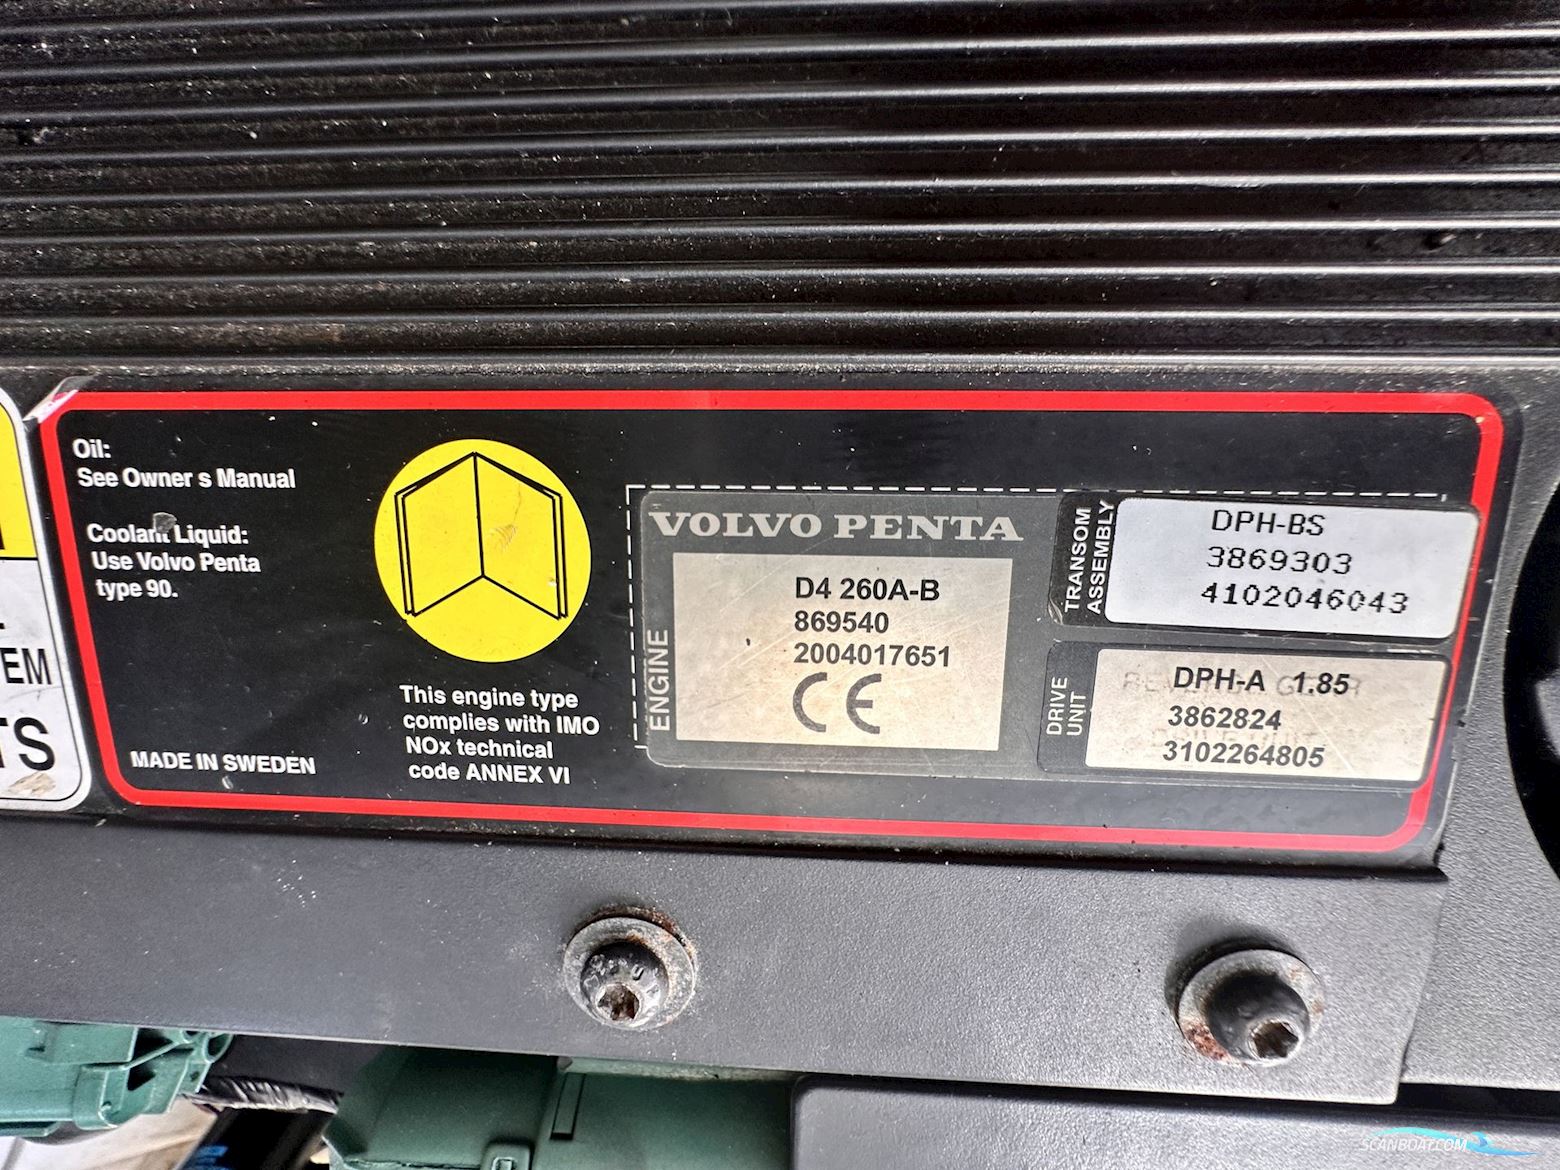 Oil:
See Owner s Manual
Coolant Liquid:
Use Volvo Penta
type 90.
MADE IN SWEDEN
This engine type
complies with IMO
NOx technical
code ANNEX VI
VOLVO PENTA
ENGINE
D4 260A-B
869540
2004017651
CE
TRANSOM
ASSEMBLY
DPH-BS
3869303
4102046043
DRIVE
UNIT
DPH-A 1.85
3862824
3102264805
EM
TS
SCANBOAT.COM